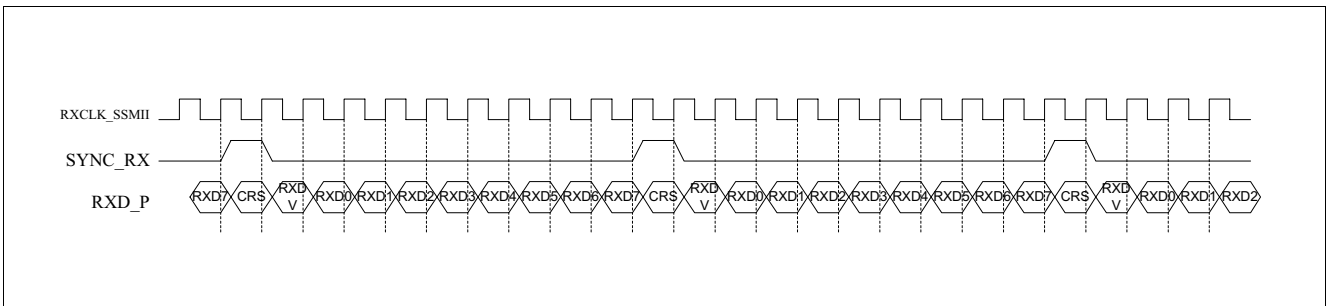 RXCLK_SSMII
SYNC_RX
RXD_P RXD7 CRS RXD V RXD0 RXD1 RXD2 RXD3 RXD4 RXD5 RXD6 RXD7 CRS RXD V RXD0 RXD1 RXD2 RXD3 RXD4 RXD5 RXD6 RXD7 CRS RXD V RXD0 RXD1 RXD2